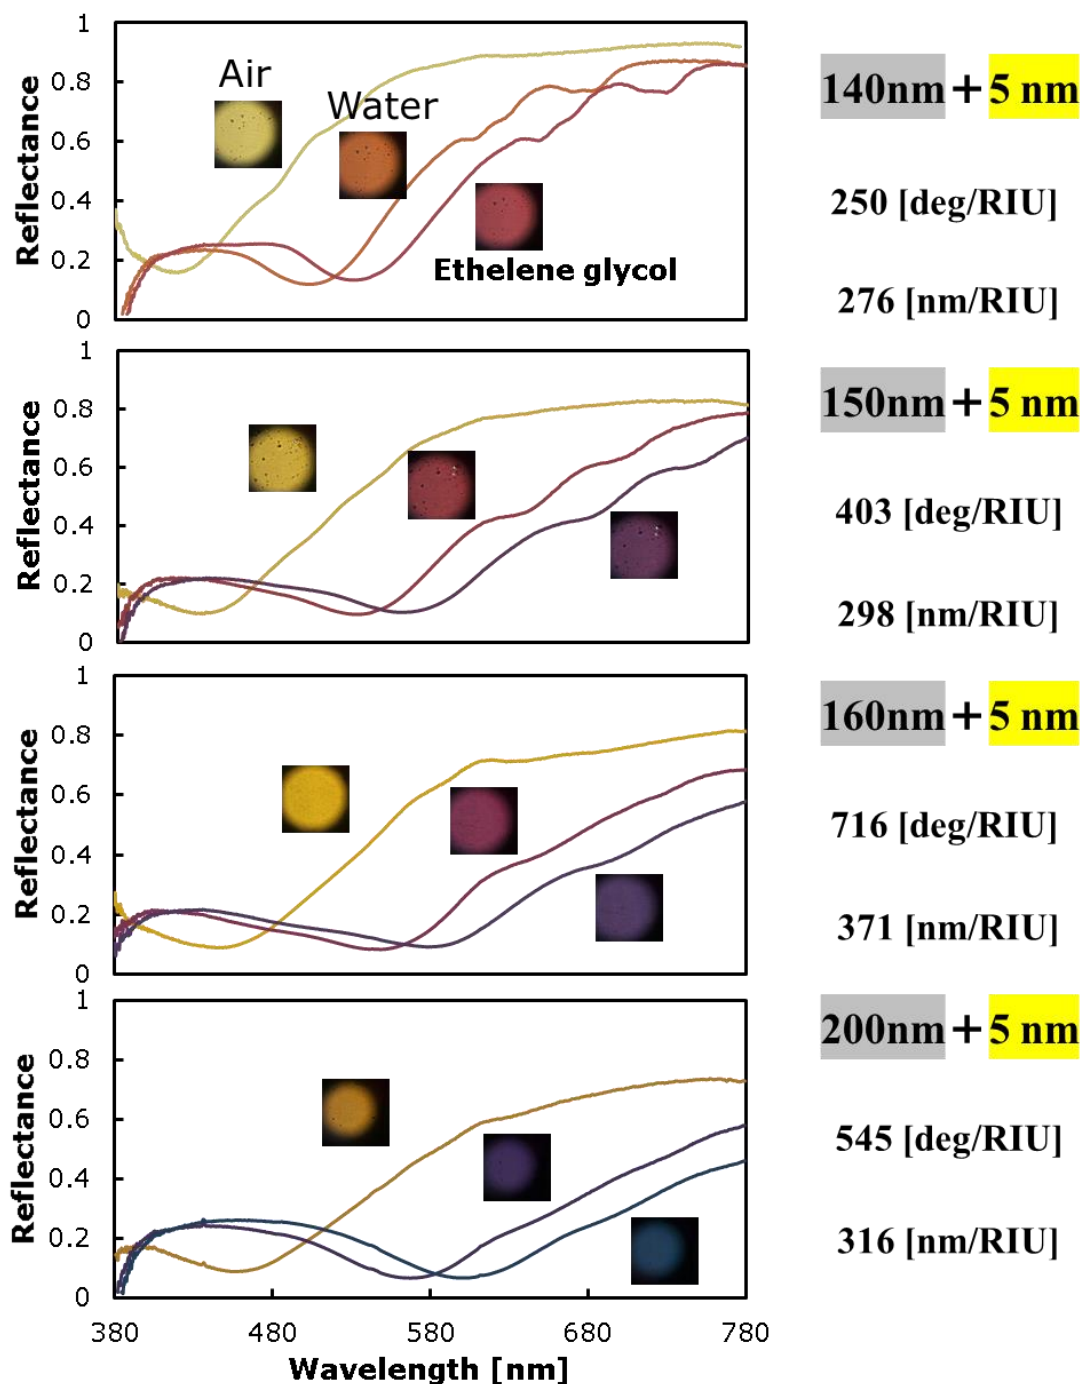 1
0.8
0.6
0.4
0.2
0
Reflectance
Air
Water
Ethelene glycol
140nm + 5 nm
250 [deg/RIU]
276 [nm/RIU]
1
0.8
0.6
0.4
0.2
0
Reflectance
150nm + 5 nm
403 [deg/RIU]
298 [nm/RIU]
1
0.8
0.6
0.4
0.2
0
Reflectance
160nm + 5 nm
716 [deg/RIU]
371 [nm/RIU]
1
0.8
0.6
0.4
0.2
0
Reflectance
200nm + 5 nm
545 [deg/RIU]
316 [nm/RIU]
380 480 580 680 780
Wavelength [nm]